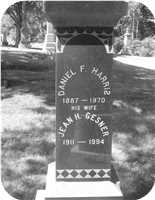 DANIEL F. HARRIS
1887 - 1970
HIS WIFE
JEAN H. GESNER
1911 - 1994